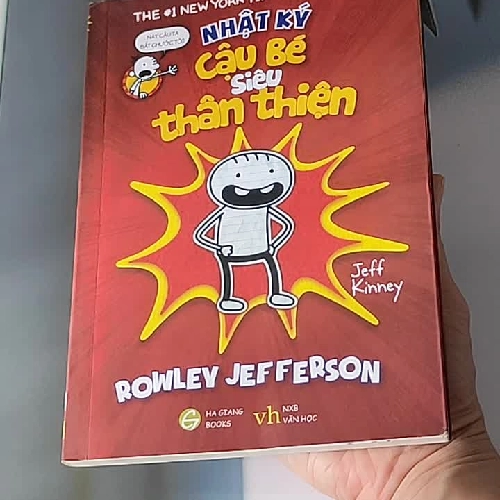 THE #1 NEW YORK
NHẬT KÝ
CẬU BÉ
SIÊU
thân thiện
Jeff
Kinney
ROWLEY JEFFERSON
HA GIANG
BOOKS
vh NXB
VĂN HỌC